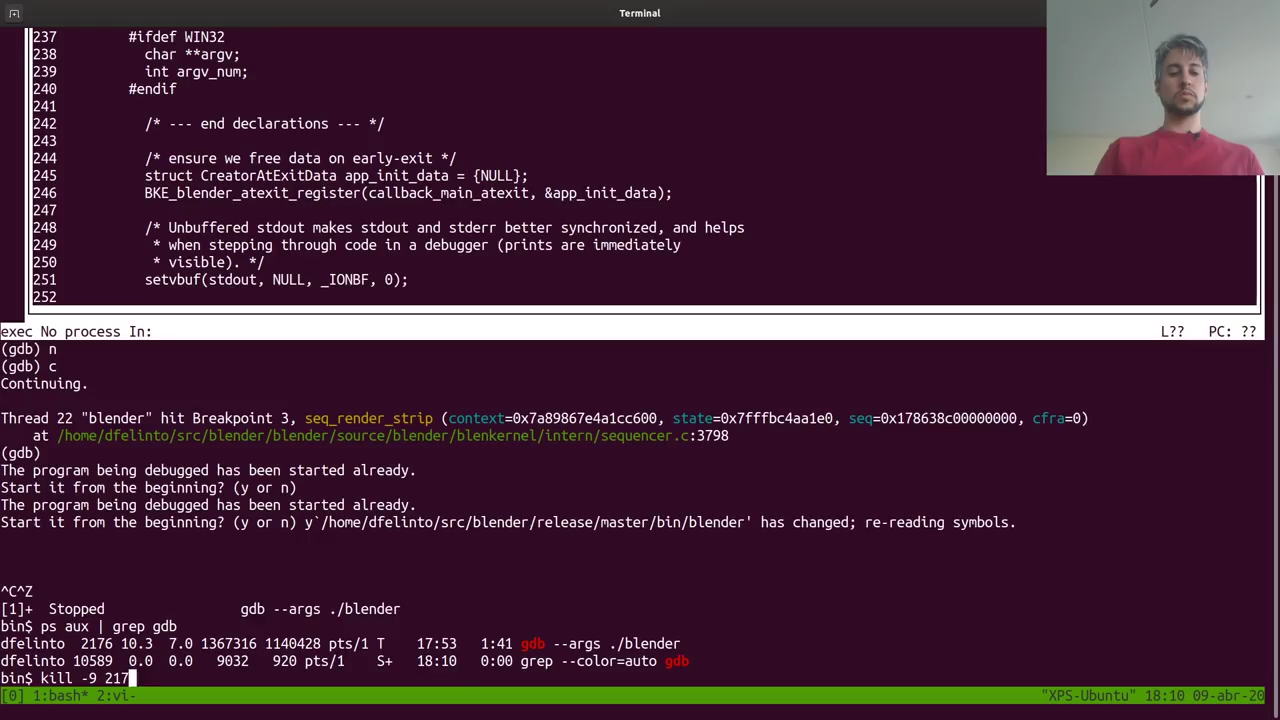 Terminal
237 #ifdef WIN32
238 char **argv;
239 int argv_num;
240 #endif
241
242 /* --- end declarations --- */
243
244 /* ensure we free data on early-exit */
245 struct CreatorAtExitData app_init_data = {NULL};
246 BKE_blender_atexit_register(callback_main_atexit, &app_init_data);
247
248 /* Unbuffered stdout makes stdout and stderr better synchronized, and helps
249 * when stepping through code in a debugger (prints are immediately
250 * visible). */
251 setvbuf(stdout, NULL, _IONBF, 0);
252
exec No process In: L?? PC: ??
(gdb) n
(gdb) c
Continuing.
Thread 22 "blender" hit Breakpoint 3, seq_render_strip (context=0x7a89867e4a1cc600, state=0x7fffbc4aa1e0, seq=0x178638c00000000, cfra=0)
at /home/dfelinto/src/blender/blender/source/blender/blenkernel/intern/sequencer.c:3798
(gdb)
The program being debugged has been started already.
Start it from the beginning? (y or n)
The program being debugged has been started already.
Start it from the beginning? (y or n) y`/home/dfelinto/src/blender/release/master/bin/blender' has changed; re-reading symbols.
^C^Z
[1]+ Stopped gdb --args ./blender
bin$ ps aux | grep gdb
dfelinto 2176 10.3 7.0 1367316 1140428 pts/1 T 17:53 1:41 gdb --args ./blender
dfelinto 10589 0.0 0.0 9032 920 pts/1 S+ 18:10 0:00 grep --color=auto gdb
bin$ kill -9 217
[0] 1:bash* 2:vi- "XPS-Ubuntu" 18:10 09-abr-20